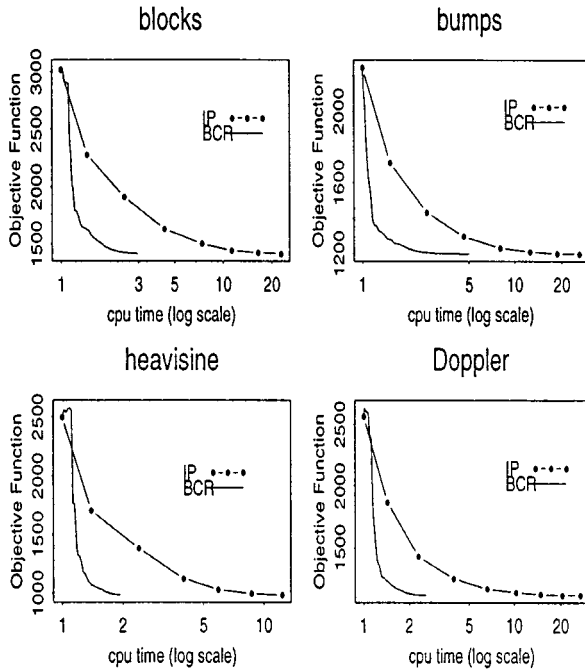 blocks
Objective Function
3000
2500
2000
1500
IP
BCR
1 3 5 10 20
cpu time (log scale)
bumps
Objective Function
2000
1600
1200
IP
BCR
1 5 10 20
cpu time (log scale)
heavisine
Objective Function
2500
2000
1500
1000
IP
BCR
1 2 5 10
cpu time (log scale)
Doppler
Objective Function
2500
2000
1500
IP
BCR
1 2 5 10 20
cpu time (log scale)